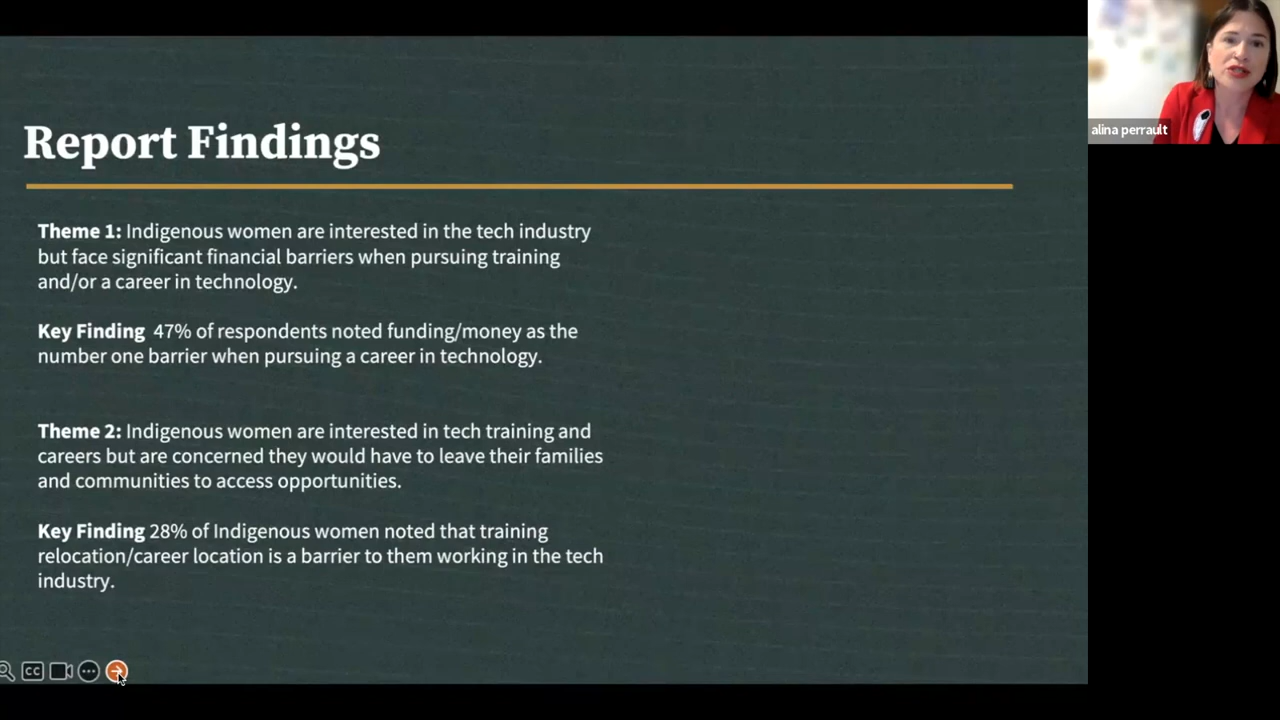 Report Findings
Theme 1: Indigenous women are interested in the tech industry
but face significant financial barriers when pursuing training
and/or a career in technology.
Key Finding 47% of respondents noted funding/money as the
number one barrier when pursuing a career in technology.
Theme 2: Indigenous women are interested in tech training and
careers but are concerned they would have to leave their families
and communities to access opportunities.
Key Finding 28% of Indigenous women noted that training
relocation/career location is a barrier to them working in the tech
industry.
CC
alina perrault